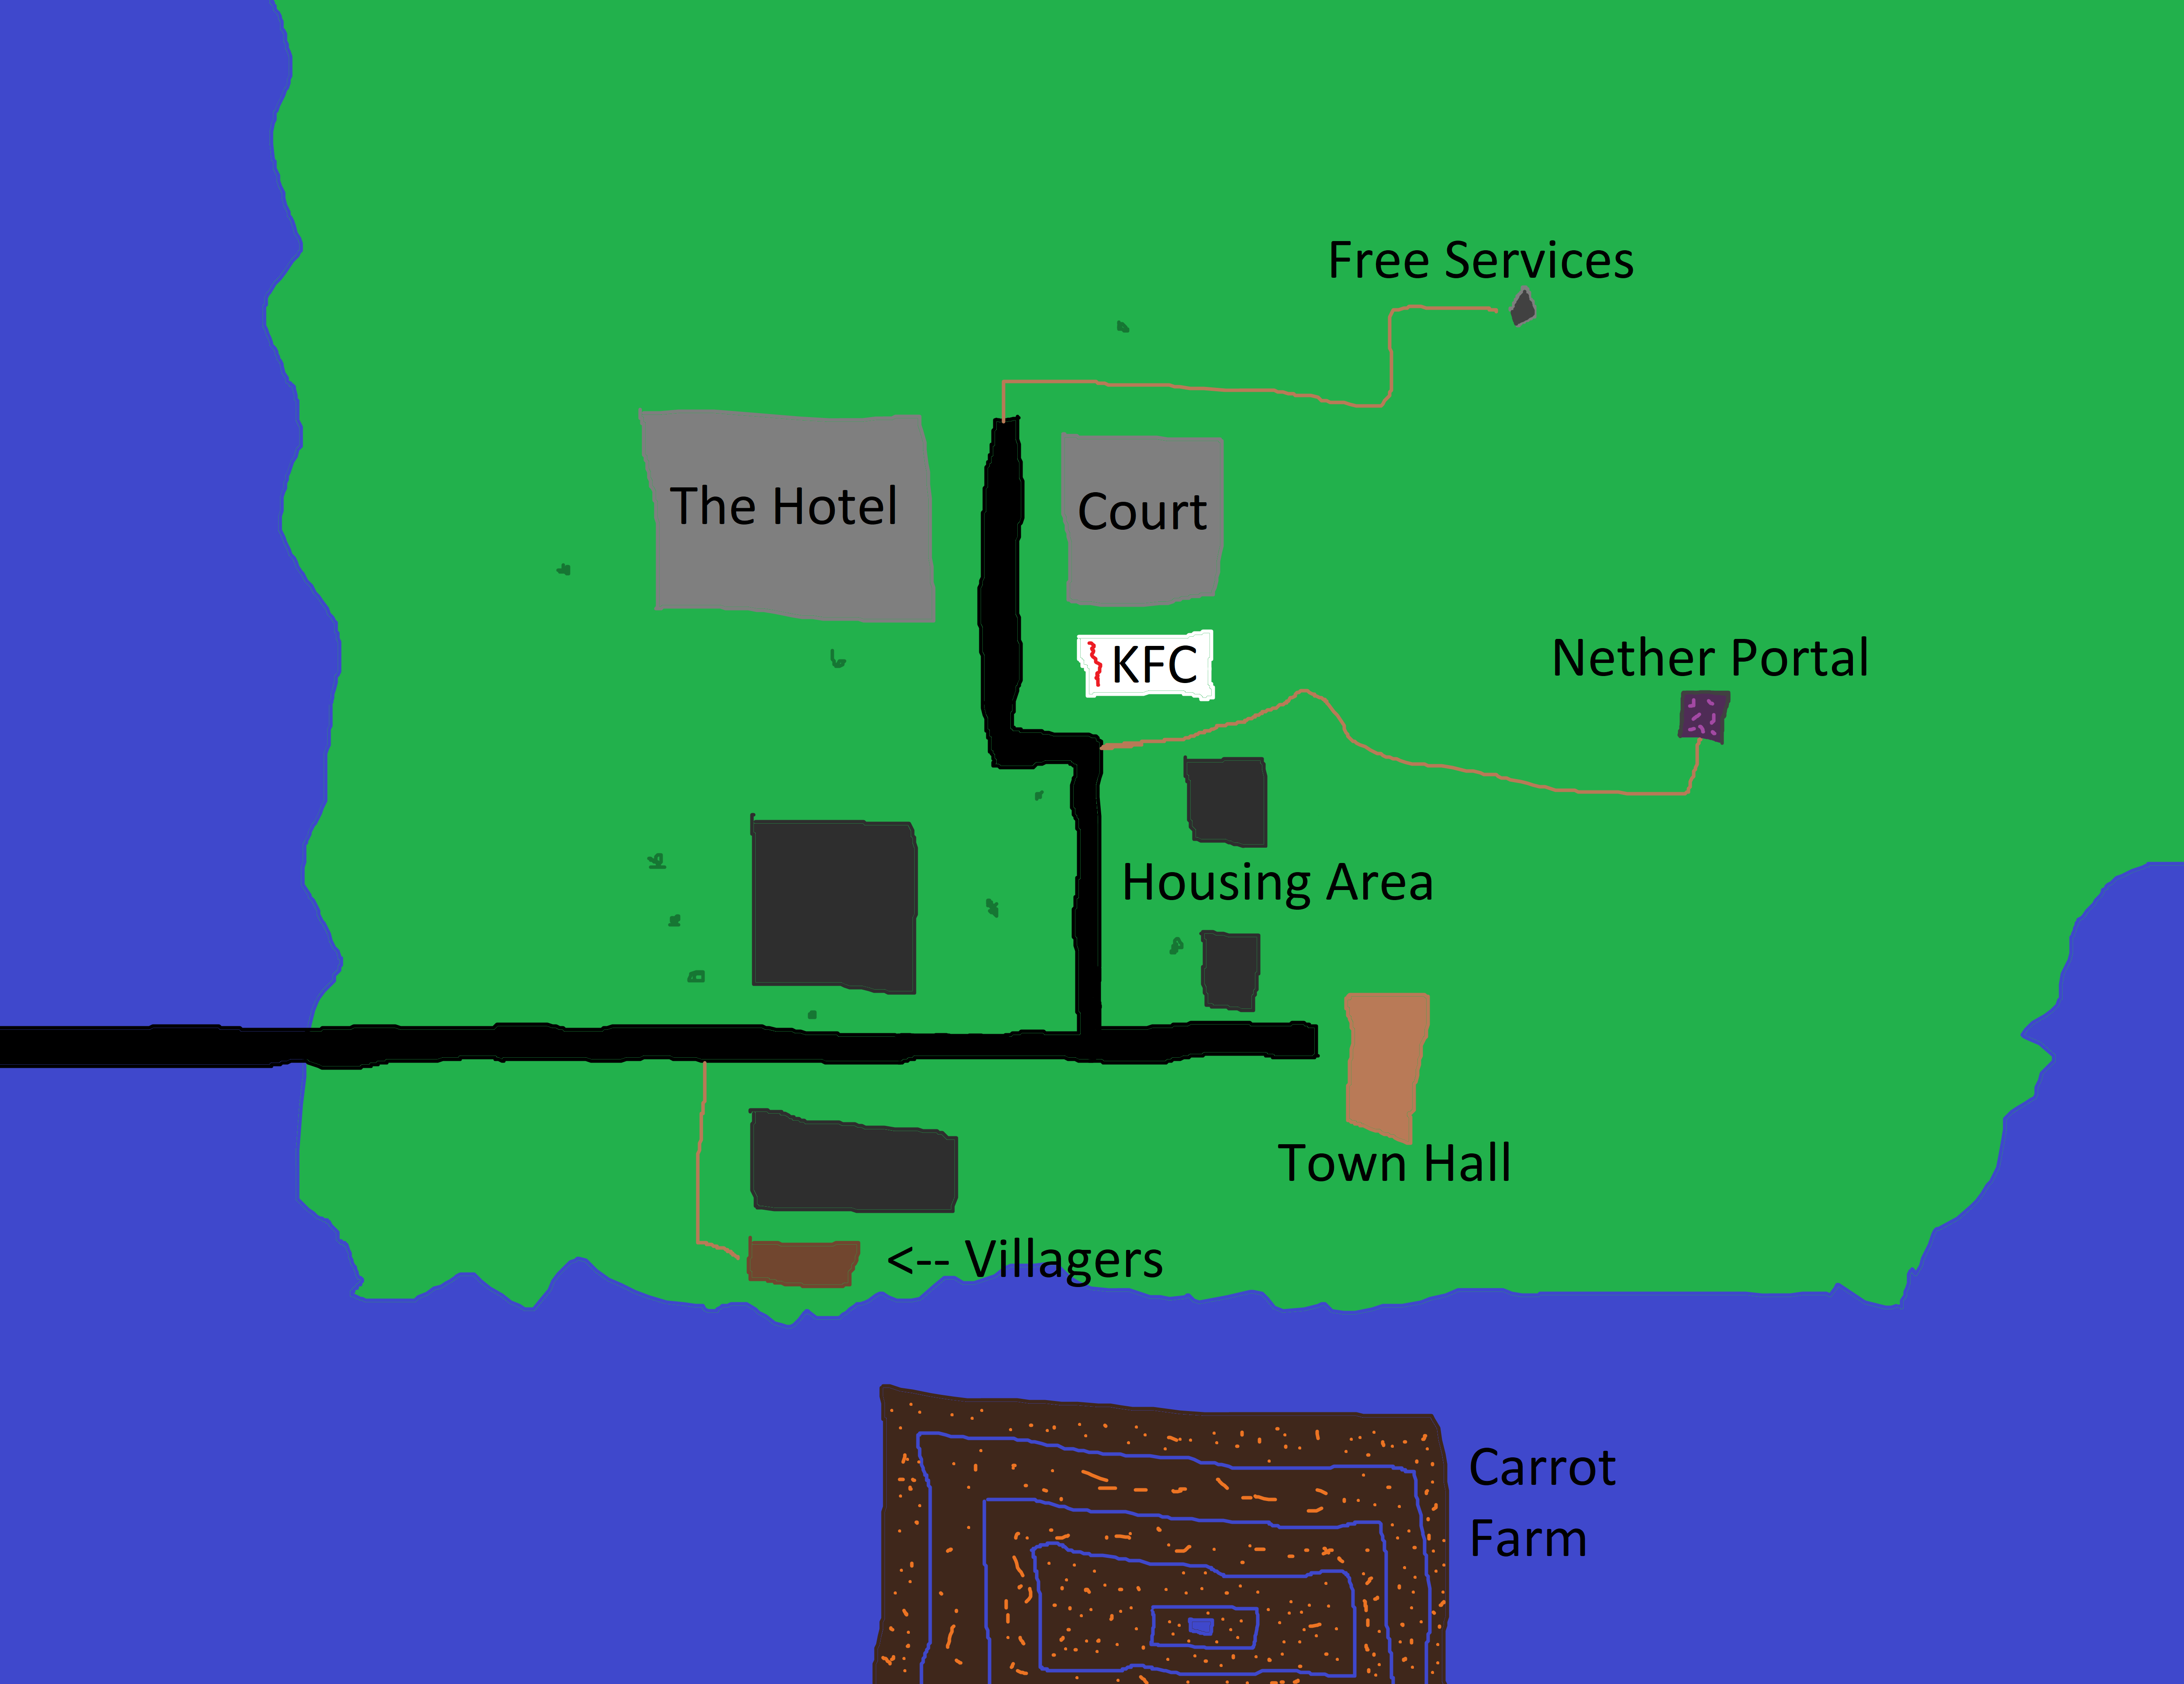 Free Services
The Hotel
Court
KFC
Nether Portal
Housing Area
Town Hall
<-- Villagers
Carrot
Farm